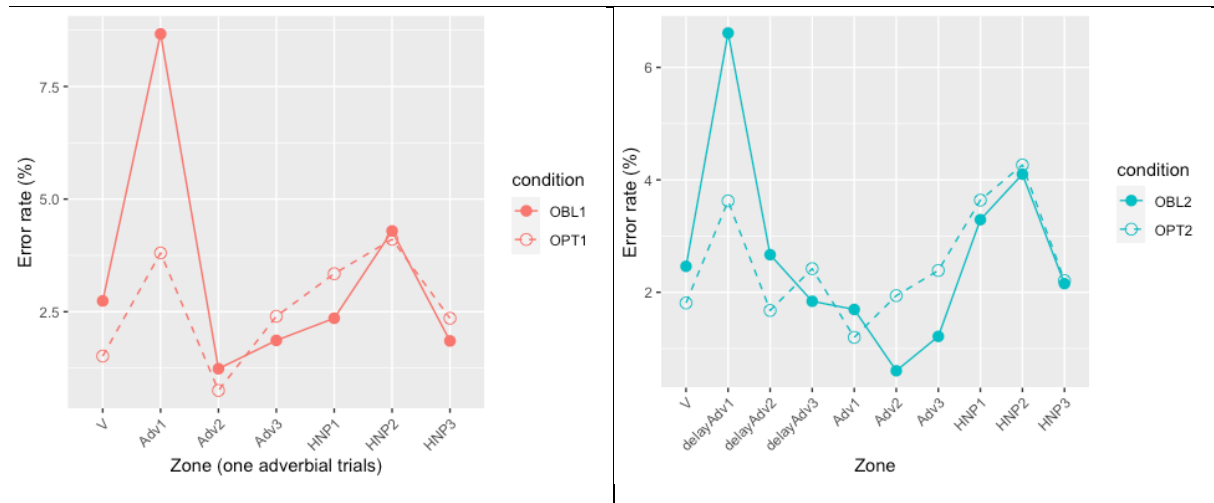 Error rate (%)
7.5
5.0
2.5
V
Adv1
Adv2
Adv3
HNP1
HNP2
HNP3
Zone (one adverbial trials)
condition
OBL1
OPT1
Error rate (%)
6
4
2
V
delayAdv1
delayAdv2
delayAdv3
Adv1
Adv2
Adv3
HNP1
HNP2
HNP3
Zone
condition
OBL2
OPT2